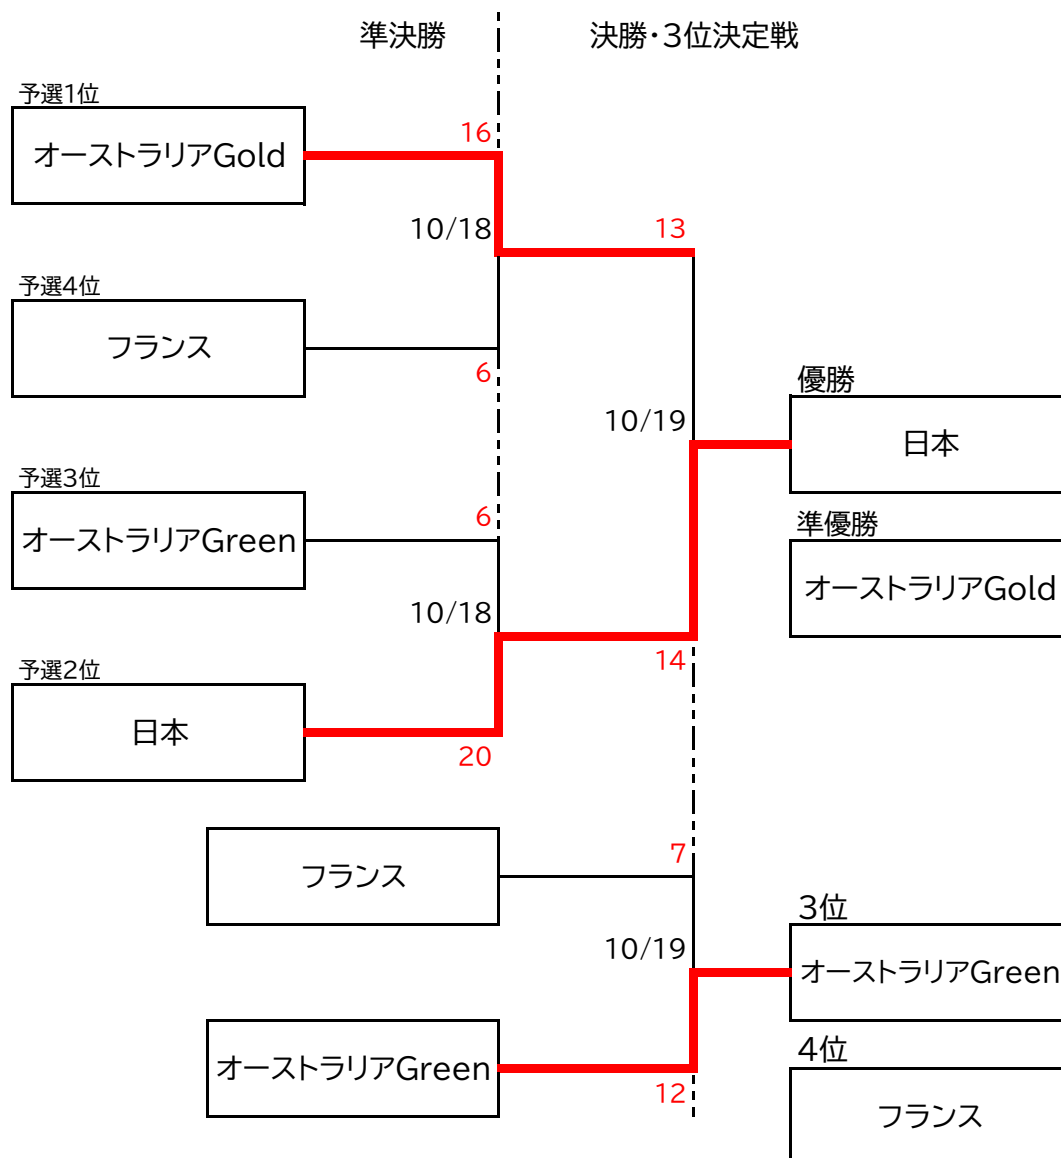 準決勝
決勝・3位決定戦
予選1位
オーストラリアGold
16
10/18
13
予選4位
フランス
6
10/19
優勝
日本
予選3位
オーストラリアGreen
6
準優勝
オーストラリアGold
10/18
14
予選2位
日本
20
フランス
7
10/19
3位
オーストラリアGreen
オーストラリアGreen
12
4位
フランス